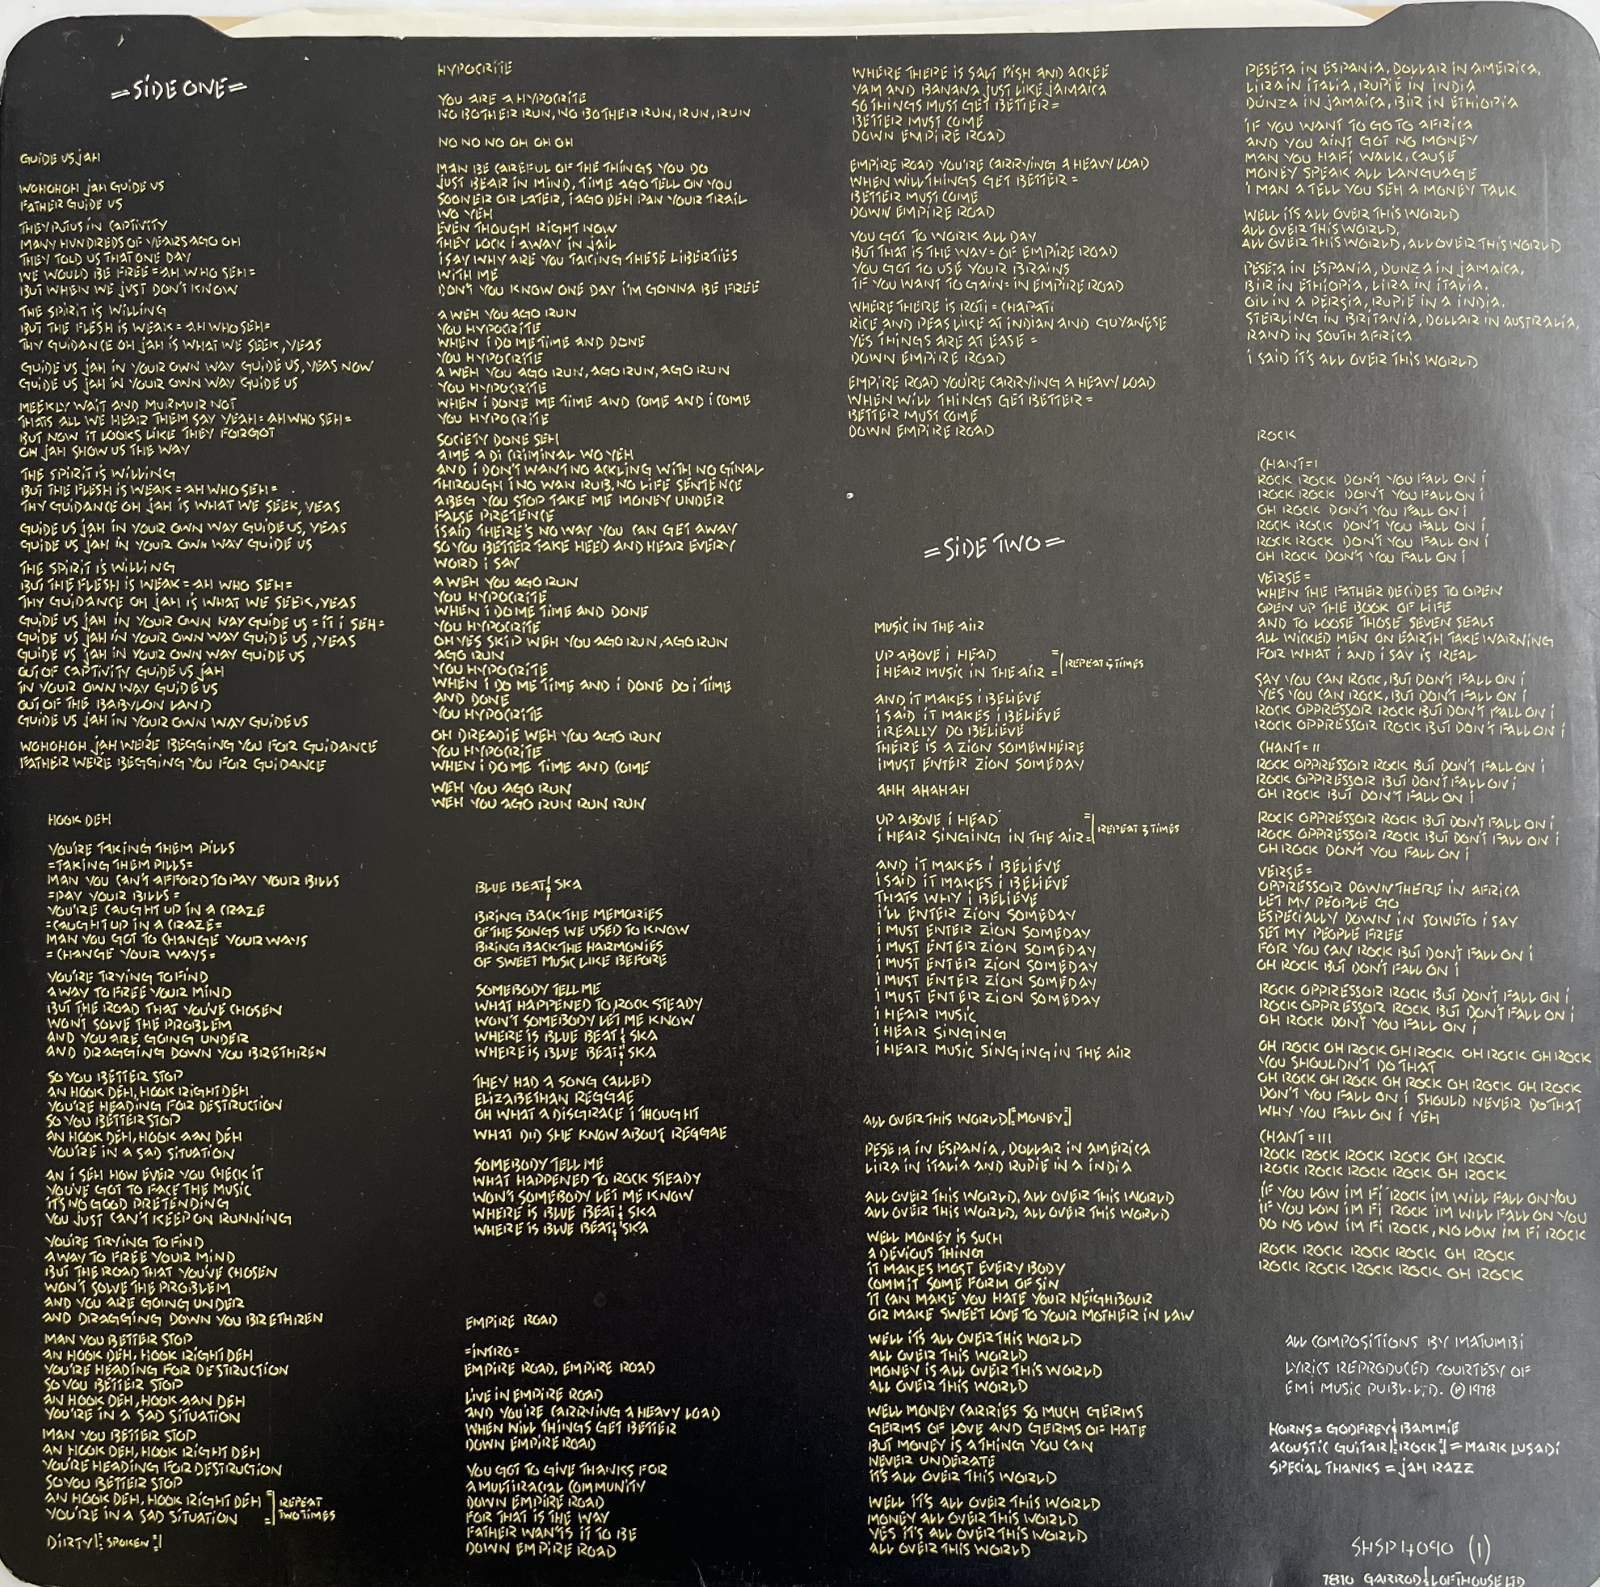 =SIDE ONE=
GUIDE US JAH
WOHOHOH JAH GUIDE US
FATHER GUIDE US
THEY PUT US IN CAPTIVITY
MANY HUNDREDS OF YEARS AGO OH
THEY TOLD US THAT ONE DAY
WE WOULD BE FREE=AH WHO SEH=
BUT WHEN WE JUST DON'T KNOW
THE SPIRIT IS WILLING
BUT THE FLESH IS WEAK=AH WHO SEH=
THY GUIDANCE OH JAH IS WHAT WE SEEK, YEAS
GUIDE US JAH IN YOUR OWN WAY GUIDE US, YEAS NOW
GUIDE US JAH IN YOUR OWN WAY GUIDE US
MEEKLY WAIT AND MURMUR NOT
THATS ALL WE HEAR THEM SAY YEAH=AH WHO SEH=
BUT NOW IT LOOKS LIKE THEY FORGOT
OH JAH SHOW US THE WAY
THE SPIRIT IS WILLING
BUT THE FLESH IS WEAK=AH WHO SEH=
THY GUIDANCE OH JAH IS WHAT WE SEEK, YEAS
GUIDE US JAH IN YOUR OWN WAY GUIDE US, YEAS
GUIDE US JAH IN YOUR OWN WAY GUIDE US
THE SPIRIT IS WILLING
BUT THE FLESH IS WEAK=AH WHO SEH=
THY GUIDANCE OH JAH IS WHAT WE SEEK, YEAS
GUIDE US JAH IN YOUR OWN WAY GUIDE US=IT I SEH=
GUIDE US JAH IN YOUR OWN WAY GUIDE US, YEAS
GUIDE US JAH IN YOUR OWN WAY GUIDE US
OUT OF CAPTIVITY GUIDE US JAH
IN YOUR OWN WAY GUIDE US
OUT OF THE BABYLON LAND
GUIDE US JAH IN YOUR OWN WAY GUIDE US
WOHOHOH JAH WE'RE BEGGING YOU FOR GUIDANCE
FATHER WE'RE BEGGING YOU FOR GUIDANCE
HOOK DEH
YOU'RE TAKING THEM PILLS
=TAKING THEM PILLS=
MAN YOU CAN'T AFFORD TO PAY YOUR BILLS
=PAY YOUR BILLS=
YOU'RE CAUGHT UP IN A CRAZE
=CAUGHT UP IN A CRAZE=
MAN YOU GOT TO CHANGE YOUR WAYS
=CHANGE YOUR WAYS=
YOU'RE TRYING TO FIND
A WAY TO FREE YOUR MIND
BUT THE ROAD THAT YOU'VE CHOSEN
WON'T SOLVE THE PROBLEM
AND YOU ARE GOING UNDER
AND DRAGGING DOWN YOU BRETHREN
SO YOU BETTER STOP
AN HOOK DEH, HOOK RIGHT DEH
YOU'RE HEADING FOR DESTRUCTION
SO YOU BETTER STOP
AN HOOK DEH, HOOK AAN DEH
YOU'RE IN A SAD SITUATION
AN I SEH HOW EVER YOU CHECK IT
YOU'VE GOT TO FACE THE MUSIC
IT'S NO GOOD PRETENDING
YOU JUST CAN'T KEEP ON RUNNING
YOU'RE TRYING TO FIND
A WAY TO FREE YOUR MIND
BUT THE ROAD THAT YOU'VE CHOSEN
WON'T SOLVE THE PROBLEM
AND YOU ARE GOING UNDER
AND DRAGGING DOWN YOU BRETHREN
MAN YOU BETTER STOP
AN HOOK DEH, HOOK RIGHT DEH
YOU'RE HEADING FOR DESTRUCTION
SO YOU BETTER STOP
AN HOOK DEH, HOOK AAN DEH
YOU'RE IN A SAD SITUATION
MAN YOU BETTER STOP
AN HOOK DEH, HOOK RIGHT DEH
YOU'RE HEADING FOR DESTRUCTION
SO YOU BETTER STOP
AN HOOK DEH, HOOK RIGHT DEH
YOU'RE IN A SAD SITUATION
REPEAT
TWO TIMES
DIRTY [:SPOKEN:]
HYPOCRITE
YOU ARE A HYPOCRITE
NO BOTHER RUN, NO BOTHER RUN, RUN, RUN
NO NO NO OH OH OH
MAN BE CAREFUL OF THE THINGS YOU DO
JUST BEAR IN MIND, TIME AGO TELL ON YOU
SOONER OR LATER, I AGO DEH PAN YOUR TRAIL
WO YEH
EVEN THOUGH RIGHT NOW
THEY LOCK I AWAY IN JAIL
I SAY WHY ARE YOU TAKING THESE LIBERTIES
WITH ME
DON'T YOU KNOW ONE DAY I'M GONNA BE FREE
A WEH YOU AGO RUN
YOU HYPOCRITE
WHEN I DO ME TIME AND DONE
YOU HYPOCRITE
A WEH YOU AGO RUN, AGO RUN, AGO RUN
YOU HYPOCRITE
WHEN I DONE ME TIME AND COME AND I COME
YOU HYPOCRITE
SOCIETY DONE SEH
A ME A DI CRIMINAL WO YEH
AND I DON'T WANT NO ACKLING WITH NO GINAL
THROUGH I NO WAN RUB, NO LIFE SENTENCE
A BEG YOU STOP TAKE ME MONEY UNDER
FALSE PRETENCE
I SAID THERE'S NO WAY YOU CAN GET AWAY
SO YOU BETTER TAKE HEED AND HEAR EVERY
WORD I SAY
A WEH YOU AGO RUN
YOU HYPOCRITE
WHEN I DO ME TIME AND DONE
YOU HYPOCRITE
OH YES SKIP WEH YOU AGO RUN, AGO RUN
AGO RUN
YOU HYPOCRITE
WHEN I DO ME TIME AND I DONE DO I TIME
AND DONE
YOU HYPOCRITE
OH DREADIE WEH YOU AGO RUN
YOU HYPOCRITE
WHEN I DO ME TIME AND COME
WEH YOU AGO RUN
WEH YOU AGO RUN RUN RUN
BLUE BEAT & SKA
BRING BACK THE MEMORIES
OF THE SONGS WE USED TO KNOW
BRING BACK THE HARMONIES
OF SWEET MUSIC LIKE BEFORE
SOMEBODY TELL ME
WHAT HAPPENED TO ROCK STEADY
WON'T SOMEBODY LET ME KNOW
WHERE IS BLUE BEAT & SKA
WHERE IS BLUE BEAT & SKA
THEY HAD A SONG CALLED
ELIZABETHAN REGGAE
OH WHAT A DISGRACE I THOUGHT
WHAT DID SHE KNOW ABOUT REGGAE
SOMEBODY TELL ME
WHAT HAPPENED TO ROCK STEADY
WON'T SOMEBODY LET ME KNOW
WHERE IS BLUE BEAT & SKA
WHERE IS BLUE BEAT & SKA
EMPIRE ROAD
=INTRO=
EMPIRE ROAD, EMPIRE ROAD
LIVE IN EMPIRE ROAD
AND YOU'RE CARRYING A HEAVY LOAD
WHEN WILL THINGS GET BETTER
DOWN EMPIRE ROAD
YOU GOT TO GIVE THANKS FOR
A MULTIRACIAL COMMUNITY
DOWN EMPIRE ROAD
FOR THAT IS THE WAY
FATHER WANTS IT TO BE
DOWN EMPIRE ROAD
WHERE THERE IS SALT FISH AND ACKEE
YAM AND BANANA JUST LIKE JAMAICA
SO THINGS MUST GET BETTER=
BETTER MUST COME
DOWN EMPIRE ROAD
EMPIRE ROAD YOU'RE CARRYING A HEAVY LOAD
WHEN WILL THINGS GET BETTER=
BETTER MUST COME
DOWN EMPIRE ROAD
YOU GOT TO WORK ALL DAY
BUT THAT IS THE WAY=OF EMPIRE ROAD
YOU GOT TO USE YOUR BRAINS
IF YOU WANT TO GAIN=IN EMPIRE ROAD
WHERE THERE IS ROTI=CHAPATI
RICE AND PEAS LIKE AT INDIAN AND GUYANESE
YES THINGS ARE AT EASE=
DOWN EMPIRE ROAD
EMPIRE ROAD YOU'RE CARRYING A HEAVY LOAD
WHEN WILL THINGS GET BETTER=
BETTER MUST COME
DOWN EMPIRE ROAD
=SIDE TWO=
MUSIC IN THE AIR
UP ABOVE I HEAD
I HEAR MUSIC IN THE AIR
REPEAT 4 TIMES
AND IT MAKES I BELIEVE
I SAID IT MAKES I BELIEVE
I REALLY DO BELIEVE
THERE IS A ZION SOMEWHERE
I MUST ENTER ZION SOMEDAY
AHH AHAHAH
UP ABOVE I HEAD
I HEAR SINGING IN THE AIR
REPEAT 3 TIMES
AND IT MAKES I BELIEVE
I SAID IT MAKES I BELIEVE
THATS WHY I BELIEVE
I'LL ENTER ZION SOMEDAY
I MUST ENTER ZION SOMEDAY
I MUST ENTER ZION SOMEDAY
I MUST ENTER ZION SOMEDAY
I MUST ENTER ZION SOMEDAY
I MUST ENTER ZION SOMEDAY
I HEAR MUSIC
I HEAR SINGING
I HEAR MUSIC SINGING IN THE AIR
ALL OVER THIS WORLD [:MONEY:]
PESETA IN ESPANIA, DOLLAR IN AMERICA
LIRA IN ITALIA AND RUPIE IN A INDIA
ALL OVER THIS WORLD, ALL OVER THIS WORLD
ALL OVER THIS WORLD, ALL OVER THIS WORLD
WELL MONEY IS SUCH
A DEVIOUS THING
IT MAKES MOST EVERY BODY
COMMIT SOME FORM OF SIN
IT CAN MAKE YOU HATE YOUR NEIGHBOUR
OR MAKE SWEET LOVE TO YOUR MOTHER IN LAW
WELL ITS ALL OVER THIS WORLD
ALL OVER THIS WORLD
MONEY IS ALL OVER THIS WORLD
ALL OVER THIS WORLD
WELL MONEY CARRIES SO MUCH GERMS
GERMS OF LOVE AND GERMS OF HATE
BUT MONEY IS A THING YOU CAN
NEVER UNDERATE
IT'S ALL OVER THIS WORLD
WELL IT'S ALL OVER THIS WORLD
MONEY ALL OVER THIS WORLD
YES IT'S ALL OVER THIS WORLD
ALL OVER THIS WORLD
PESETA IN ESPANIA, DOLLAR IN AMERICA,
LIRA IN ITALIA, RUPIE IN INDIA
DUNZA IN JAMAICA, BIR IN ETHIOPIA
IF YOU WANT TO GO TO AFRICA
AND YOU AINT GOT NO MONEY
MAN YOU HAFI WALK, CAUSE
MONEY SPEAK ALL LANGUAGE
I MAN A TELL YOU SEH A MONEY TALK
WELL ITS ALL OVER THIS WORLD
ALL OVER THIS WORLD,
ALL OVER THIS WORLD, ALL OVER THIS WORLD
PESETA IN ESPANIA, DUNZA IN JAMAICA,
BIR IN ETHIOPIA, LIRA IN ITALIA.
OIL IN A PERSIA, RUPIE IN A INDIA.
STERLING IN BRITANIA, DOLLAR IN AUSTRALIA,
RAND IN SOUTH AFRICA
I SAID IT'S ALL OVER THIS WORLD
ROCK
CHANT=I
ROCK ROCK DON'T YOU FALL ON I
ROCK ROCK DON'T YOU FALL ON I
OH ROCK DON'T YOU FALL ON I
ROCK ROCK DON'T YOU FALL ON I
ROCK ROCK DON'T YOU FALL ON I
OH ROCK DON'T YOU FALL ON I
VERSE=
WHEN THE FATHER DECIDES TO OPEN
OPEN UP THE BOOK OF LIFE
AND TO LOOSE THOSE SEVEN SEALS
ALL WICKED MEN ON EARTH TAKE WARNING
FOR WHAT I AND I SAY IS REAL
SAY YOU CAN ROCK, BUT DON'T FALL ON I
YES YOU CAN ROCK, BUT DON'T FALL ON I
ROCK OPPRESSOR ROCK BUT DON'T FALL ON I
ROCK OPPRESSOR ROCK BUT DON'T FALL ON I
CHANT=II
ROCK OPPRESSOR ROCK BUT DON'T FALL ON I
ROCK OPPRESSOR BUT DON'T FALL ON I
OH ROCK BUT DON'T FALL ON I
ROCK OPPRESSOR ROCK BUT DON'T FALL ON I
ROCK OPPRESSOR ROCK BUT DON'T FALL ON I
OH ROCK DON'T YOU FALL ON I
VERSE=
OPPRESSOR DOWN THERE IN AFRICA
LET MY PEOPLE GO
ESPECIALLY DOWN IN SOWETO I SAY
SET MY PEOPLE FREE
FOR YOU CAN ROCK BUT DON'T FALL ON I
OH ROCK BUT DON'T FALL ON I
ROCK OPPRESSOR ROCK BUT DON'T FALL ON I
ROCK OPPRESSOR ROCK BUT DON'T FALL ON I
OH ROCK DON'T YOU FALL ON I
OH ROCK OH ROCK OH ROCK OH ROCK OH ROCK
YOU SHOULDN'T DO THAT
OH ROCK OH ROCK OH ROCK OH ROCK OH ROCK
DON'T YOU FALL ON I SHOULD NEVER DO THAT
WHY YOU FALL ON I YEH
CHANT=III
ROCK ROCK ROCK ROCK OH ROCK
ROCK ROCK ROCK ROCK OH ROCK
IF YOU LOW IM FI ROCK IM WILL FALL ON YOU
IF YOU LOW IM FI ROCK IM WILL FALL ON YOU
DO NO LOW IM FI ROCK, NO LOW IM FI ROCK
ROCK ROCK ROCK ROCK OH ROCK
ROCK ROCK ROCK ROCK OH ROCK
ALL COMPOSITIONS BY MATUMBI
LYRICS REPRODUCED COURTESY OF
EMI MUSIC PUBL. LTD. ℗ 1978
HORNS=GODFREY & BAMMIE
ACOUSTIC GUITAR [:ROCK:]=MARK LUSADI
SPECIAL THANKS=JAH RAZZ
SHSP 4090 (1)
7810 GARROD & LOFTHOUSE LTD